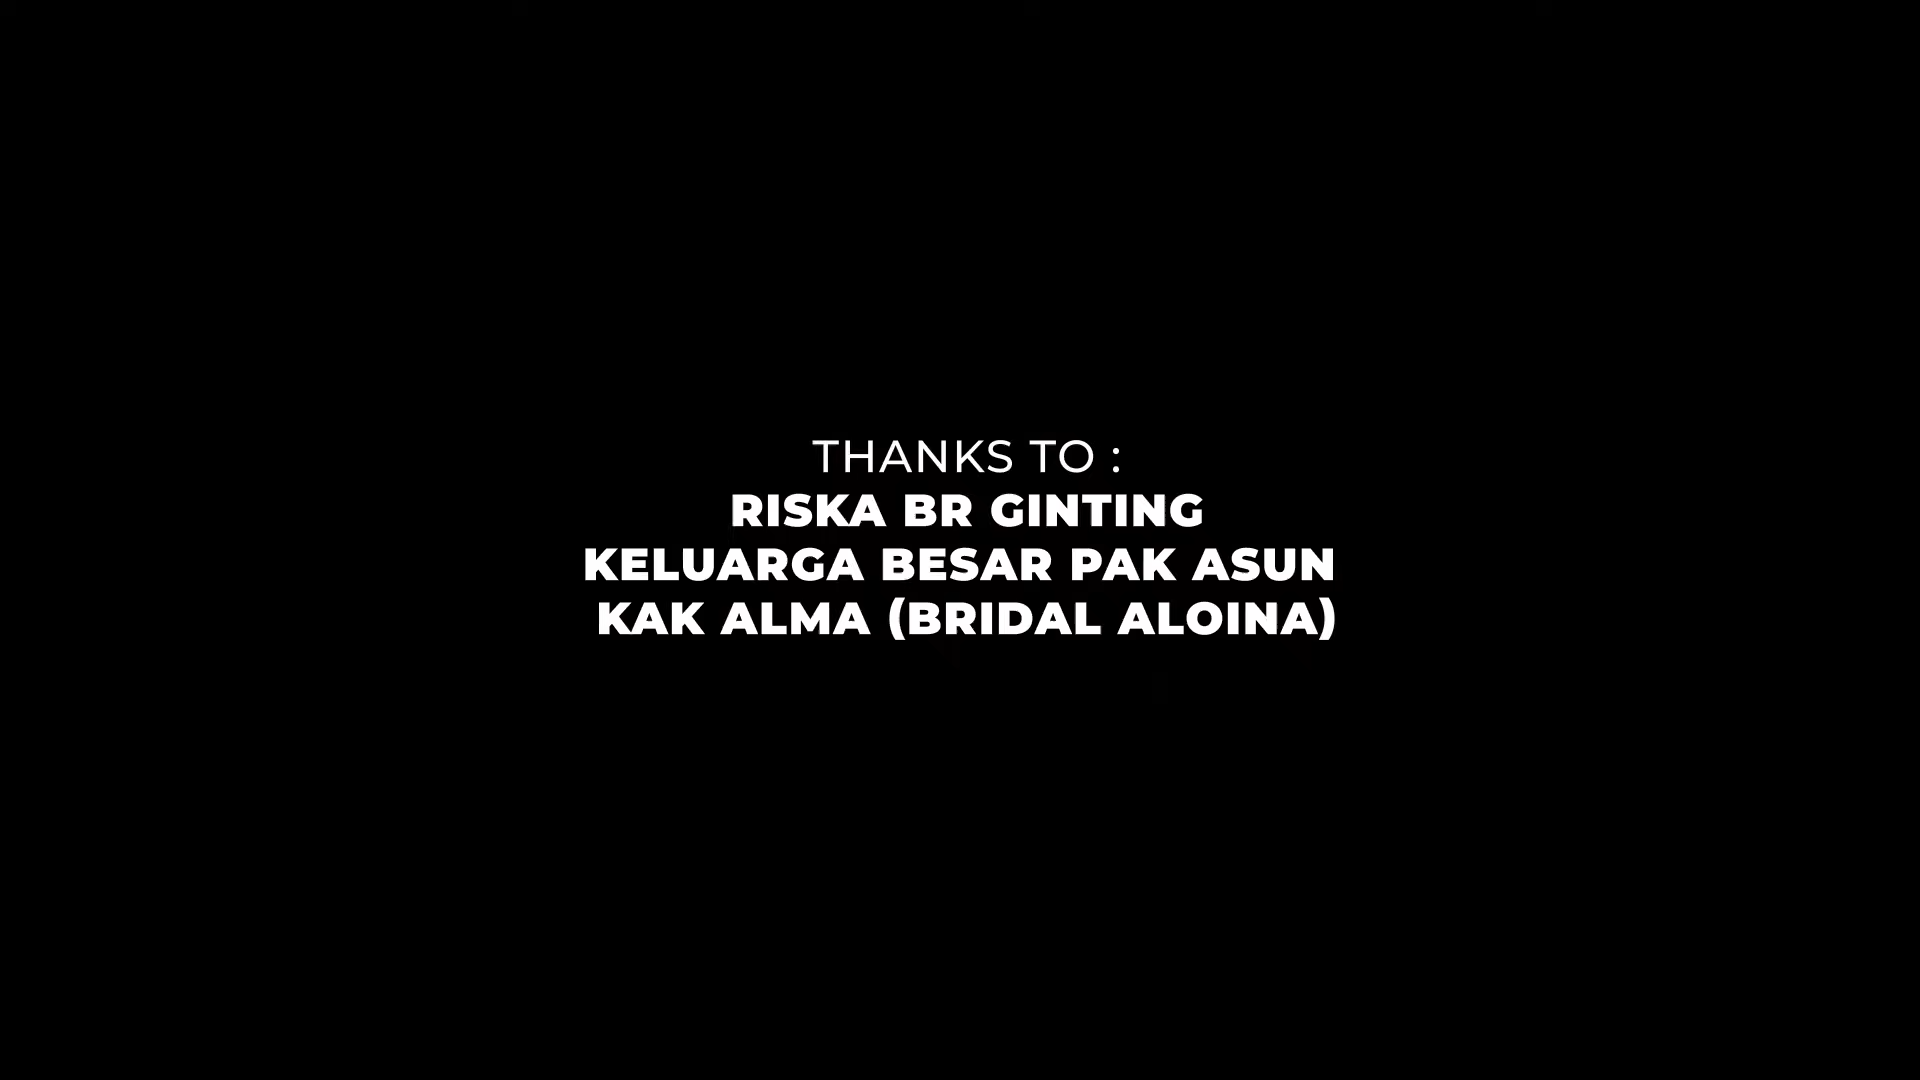 THANKS TO :
RISKA BR GINTING
KELUARGA BESAR PAK ASUN
KAK ALMA (BRIDAL ALOINA)